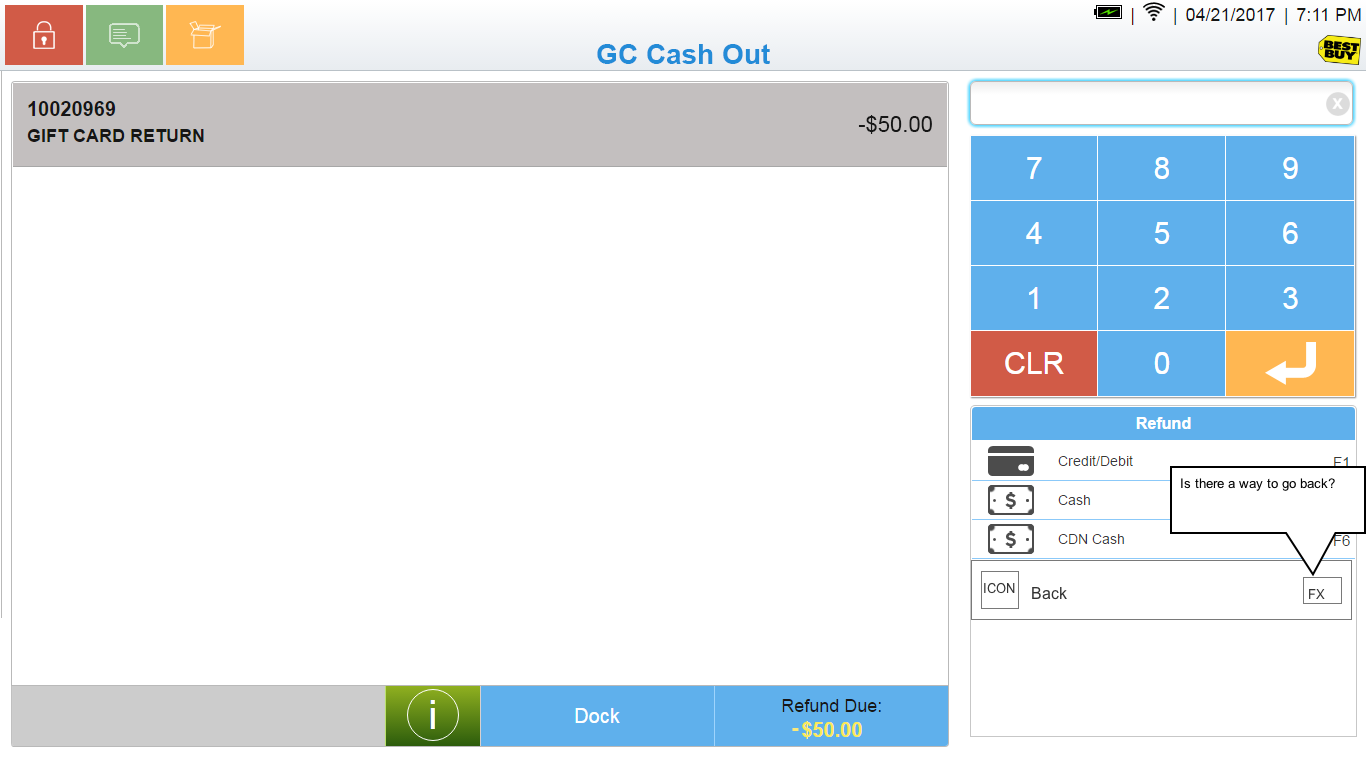 | | 04/21/2017 | 7:11 PM
GC Cash Out
BEST BUY
10020969
GIFT CARD RETURN
-$50.00
X
7 8 9
4 5 6
1 2 3
CLR 0
Refund
Credit/Debit F1
Is there a way to go back?
$ Cash
$ CDN Cash F6
ICON Back FX
i Dock
Refund Due:
-$50.00